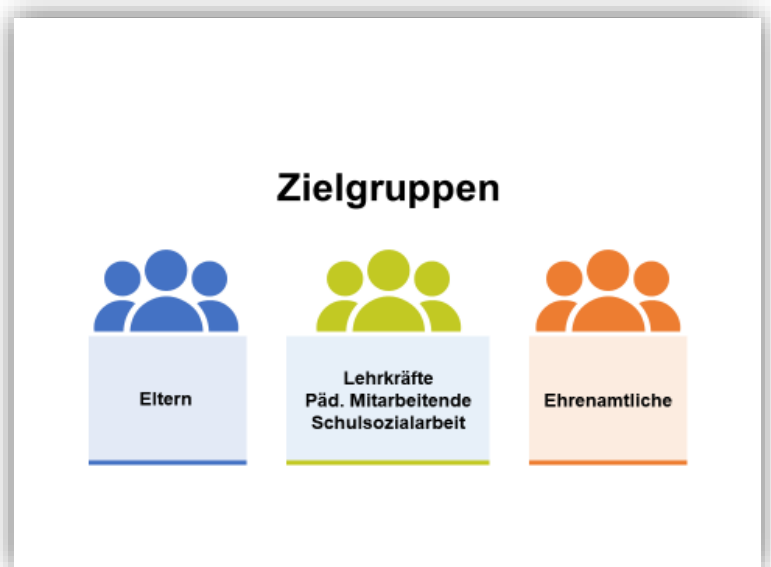 Zielgruppen
Eltern
Lehrkräfte
Päd. Mitarbeitende
Schulsozialarbeit
Ehrenamtliche